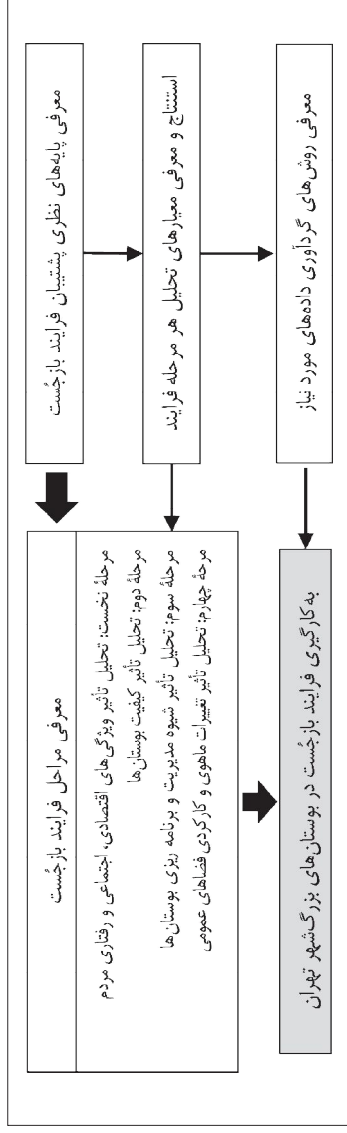 معرفی پایه‌های نظری پشتیبان فرایند بازجُست
استنتاج و معرفی معیارهای تحلیل هر مرحله فرایند
معرفی روش‌های گردآوری داده‌های مورد نیاز
معرفی مراحل فرایند بازجُست
مرحلهٔ نخست: تحلیل تأثیر ویژگی‌های اقتصادی، اجتماعی و رفتاری مردم
مرحلهٔ دوم: تحلیل تأثیر کیفیت بوستان‌ها
مرحلهٔ سوم: تحلیل تأثیر شیوه مدیریت و برنامه ریزی بوستان‌ها
مرحهٔ چهارم: تحلیل تأثیر تغییرات ماهوی و کارکردی فضاهای عمومی
به‌کارگیری فرایند بازجُست در بوستان‌های بزرگ‌شهر تهران